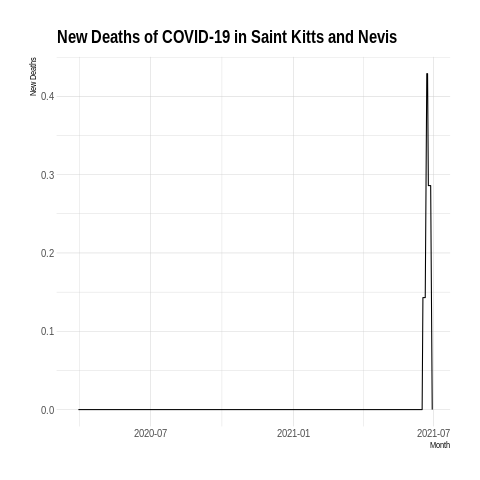 New Deaths of COVID-19 in Saint Kitts and Nevis
New Deaths
0.4
0.3
0.2
0.1
0.0
2020-07
2021-01
2021-07
Month